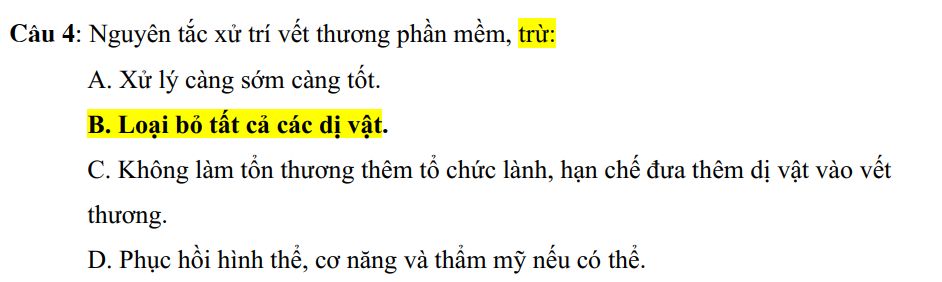 Câu 4: Nguyên tắc xử trí vết thương phần mềm, trừ:
A. Xử lý càng sớm càng tốt.
B. Loại bỏ tất cả các dị vật.
C. Không làm tổn thương thêm tổ chức lành, hạn chế đưa thêm dị vật vào vết
thương.
D. Phục hồi hình thể, cơ năng và thẩm mỹ nếu có thể.